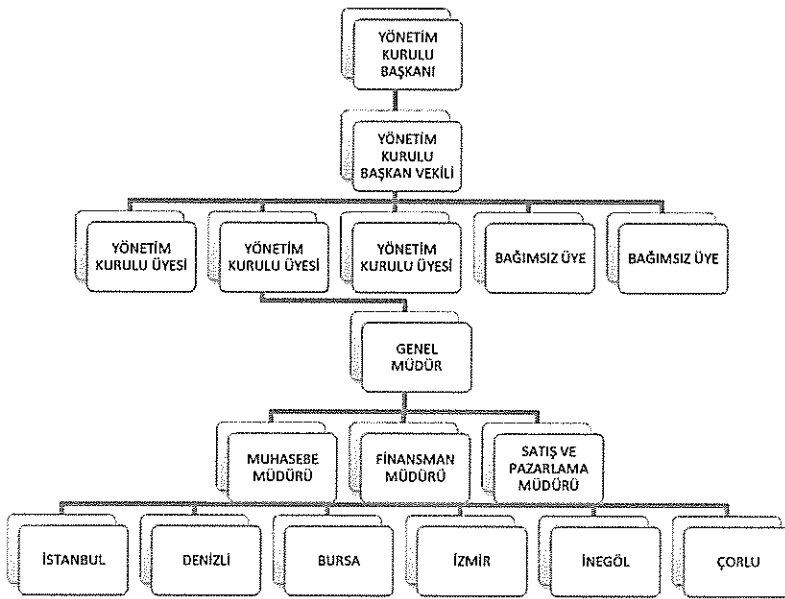 YÖNETİM
KURULU
BAŞKANI
YÖNETİM
KURULU
BAŞKAN VEKİLİ
YÖNETİM
KURULU ÜYESİ
YÖNETİM
KURULU ÜYESİ
YÖNETİM
KURULU ÜYESİ
BAĞIMSIZ ÜYE
BAĞIMSIZ ÜYE
GENEL
MÜDÜR
MUHASEBE
MÜDÜRÜ
FİNANSMAN
MÜDÜRÜ
SATIŞ VE
PAZARLAMA
MÜDÜRÜ
İSTANBUL
DENİZLİ
BURSA
İZMİR
İNEGÖL
ÇORLU